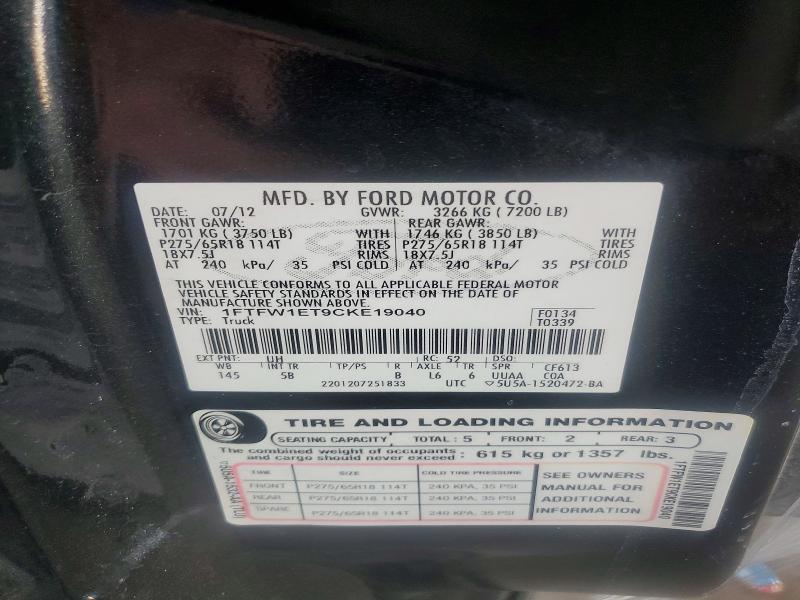 MFD. BY FORD MOTOR CO.
DATE: 07/12 GVWR: 3266 KG ( 7200 LB)
FRONT GAWR: REAR GAWR:
1701 KG ( 3750 LB) WITH 1746 KG ( 3850 LB) WITH
P275/65R18 114T TIRES P275/65R18 114T TIRES
18X7.5J RIMS 18X7.5J RIMS
AT 240 kPa/ 35 PSI COLD AT 240 kPa/ 35 PSI COLD
THIS VEHICLE CONFORMS TO ALL APPLICABLE FEDERAL MOTOR
VEHICLE SAFETY STANDARDS IN EFFECT ON THE DATE OF
MANUFACTURE SHOWN ABOVE.
VIN: 1FTFW1ET9CKE19040 F0134
TYPE: Truck T0339
EXT PNT: UH RC: 52 DSO:
WB INT TR TP/PS R AXLE TR SPR CF613
145 5B B L6 6 UUAA COA
2201207251833 UTC 5U5A-1520472-BA
TIRE AND LOADING INFORMATION
SEATING CAPACITY TOTAL : 5 FRONT: 2 REAR: 3
The combined weight of occupants and cargo should never exceed: 615 kg or 1357 lbs.
TIRE SIZE COLD TIRE PRESSURE
FRONT P275/65R18 114T 240 KPA, 35 PSI
REAR P275/65R18 114T 240 KPA, 35 PSI
SPARE P275/65R18 114T 240 KPA, 35 PSI
SEE OWNERS
MANUAL FOR
ADDITIONAL
INFORMATION
1FTFW1ET9CKE19040